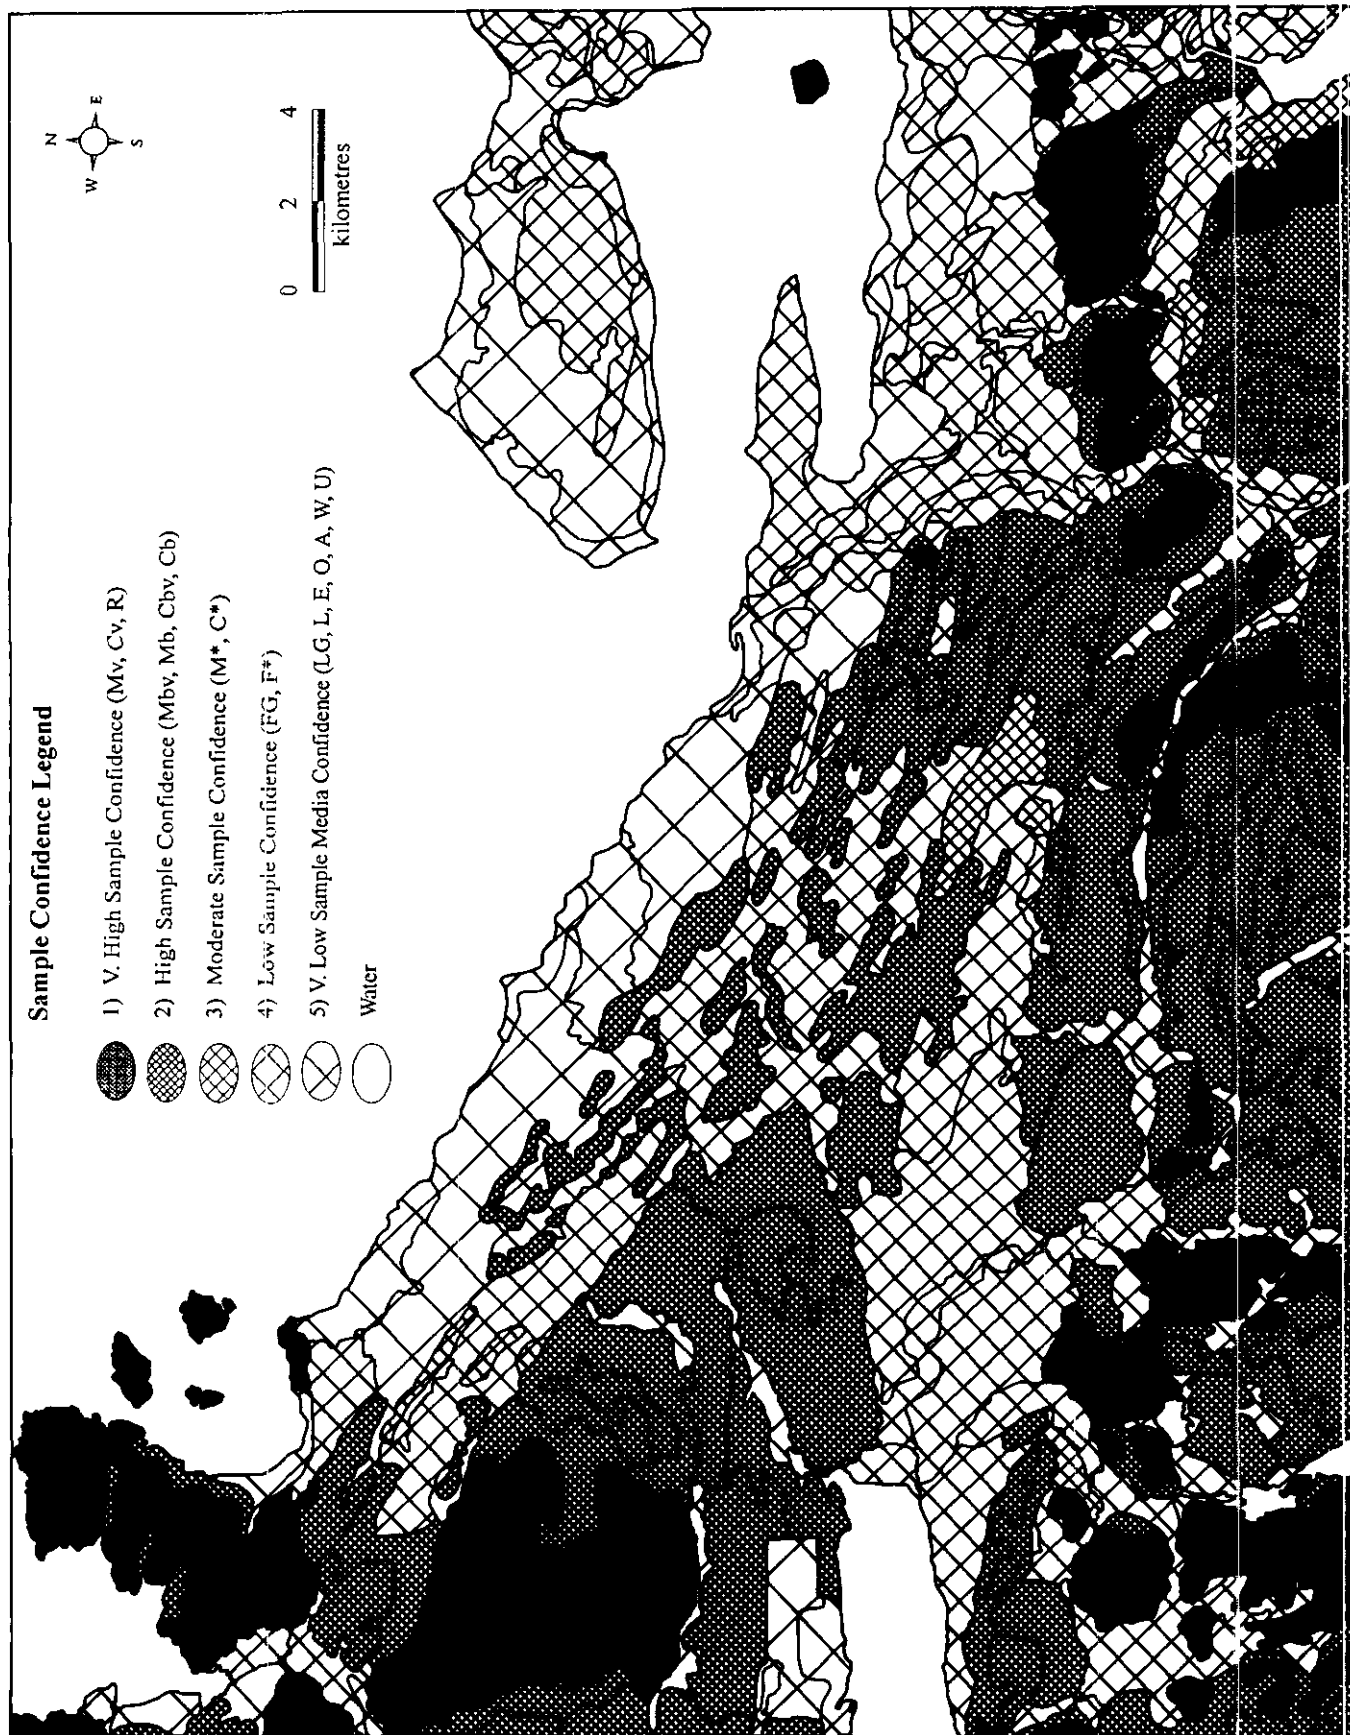 Sample Confidence Legend
1) V. High Sample Confidence (Mv, Cv, R)
2) High Sample Confidence (Mbv, Mb, Cbv, Cb)
3) Moderate Sample Confidence (M*, C*)
4) Low Sample Confidence (FG, F*)
5) V. Low Sample Media Confidence (LG, L, E, O, A, W, U)
Water
N
W E
S
0 2 4
kilometres